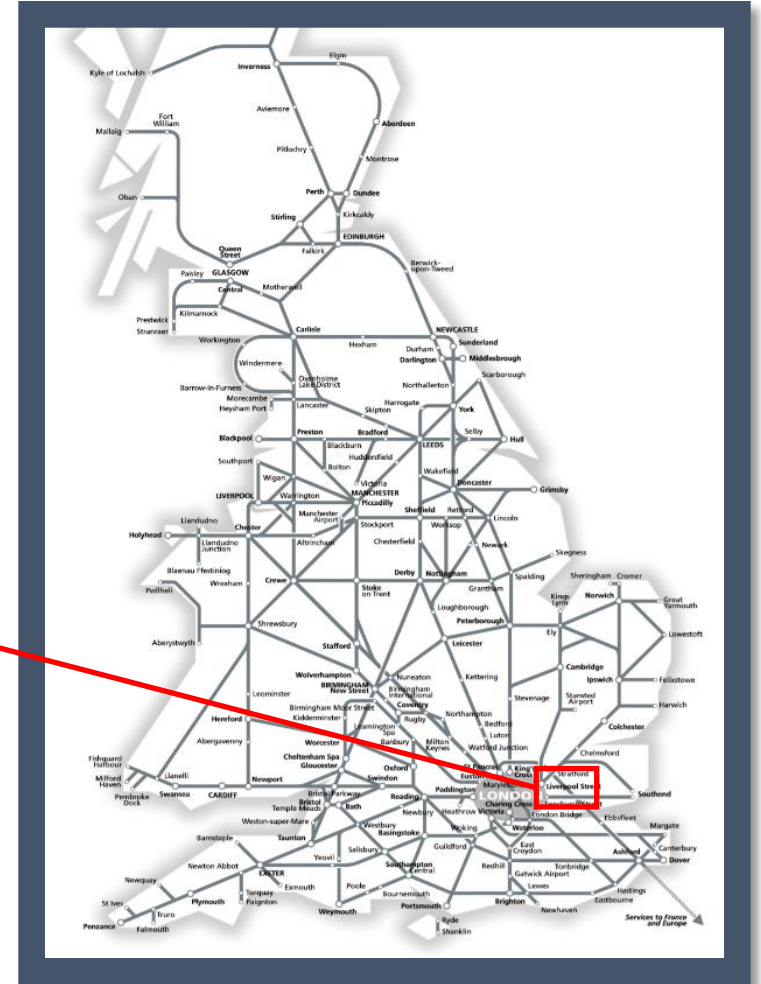 Elgin
Inverness
Kyle of Lochalsh
Aviemore
Fort
William
Mallaig
Aberdeen
Pitlochry
Montrose
Perth
Dundee
Oban
Stirling
Kirkcaldy
EDINBURGH
Queen
Street
Falkirk
GLASGOW
Paisley
Central
Motherwell
Berwick-
upon-Tweed
Prestwick
Kilmarnock
Stranraer
Carlisle
NEWCASTLE
Workington
Hexham
Sunderland
Durham
Darlington
Middlesbrough
Windermere
Scarborough
Oxenholme
Lake District
Barrow-in-Furness
Northallerton
Morecambe
Heysham Port
Lancaster
Harrogate
Skipton
York
Blackpool
Preston
Bradford
Selby
Blackburn
LEEDS
Hull
Huddersfield
Southport
Bolton
Wakefield
Wigan
Victoria
Doncaster
LIVERPOOL
Warrington
MANCHESTER
Piccadilly
Grimsby
Manchester
Airport
Sheffield
Retford
Llandudno
Chester
Stockport
Worksop
Lincoln
Holyhead
Llandudno
Junction
Altrincham
Chesterfield
Newark
Skegness
Blaenau Ffestiniog
Derby
Nottingham
Pwllheli
Wrexham
Crewe
Stoke
on Trent
Grantham
Spalding
Sheringham
Cromer
Kings
Lynn
Norwich
Great
Yarmouth
Loughborough
Peterborough
Shrewsbury
Ely
Lowestoft
Aberystwyth
Stafford
Leicester
Cambridge
Wolverhampton
Nuneaton
Kettering
BIRMINGHAM
New Street
Birmingham
International
Ipswich
Felixstowe
Leominster
Coventry
Stevenage
Stansted
Airport
Harwich
Birmingham Moor Street
Kidderminster
Rugby
Northampton
Hereford
Leamington
Spa
Bedford
Colchester
Abergavenny
Worcester
Banbury
Milton
Keynes
Luton
Watford Junction
Chelmsford
Cheltenham Spa
Gloucester
Oxford
St Pancras
King's
Cross
Fishguard
Harbour
Llanelli
Newport
Swindon
Euston
Stratford
Milford
Haven
Bristol Parkway
Paddington
Marylebone
Liverpool Street
Pembroke
Dock
Swansea
CARDIFF
Bristol
Temple Meads
Bath
Reading
LONDON
Fenchurch Street
Southend
Newbury
Heathrow
Victoria
Charing Cross
London Bridge
Ebbsfleet
Weston-super-Mare
Westbury
Basingstoke
Woking
Waterloo
Margate
Barnstaple
Taunton
Salisbury
Guildford
East
Croydon
Canterbury
Yeovil
Redhill
Tonbridge
Ashford
Dover
Newton Abbot
EXETER
Southampton
Central
Gatwick Airport
Newquay
Exmouth
Poole
Lewes
Hastings
Torquay
Paignton
Bournemouth
Eastbourne
St Ives
Plymouth
Weymouth
Portsmouth
Brighton
Newhaven
Truro
Penzance
Falmouth
Ryde
Shanklin
Services to France
and Europe